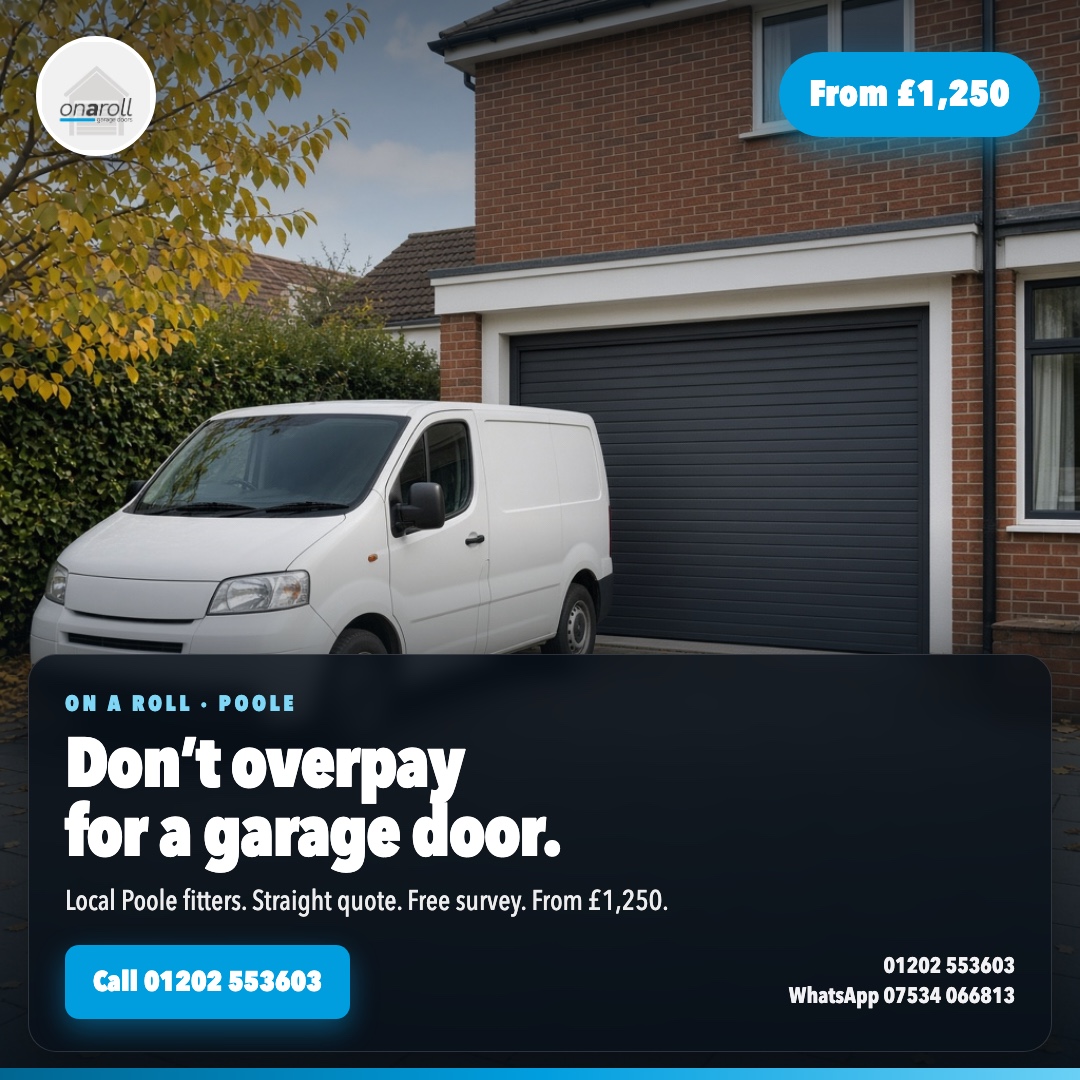 onaroll
garage doors
From £1,250
ON A ROLL · POOLE
Don’t overpay
for a garage door.
Local Poole fitters. Straight quote. Free survey. From £1,250.
Call 01202 553603
01202 553603
WhatsApp 07534 066813